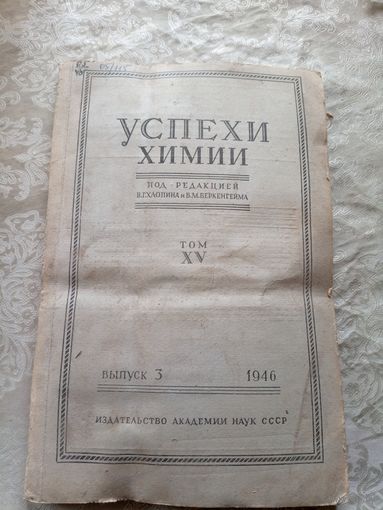 УСПЕХИ
ХИМИИ
ПОД РЕДАКЦИЕЙ
В.Г.ХЛОПИНА и Б.М.БЕРКЕНГЕЙМА
ТОМ
XV
ВЫПУСК 3 1946
ИЗДАТЕЛЬСТВО АКАДЕМИИ НАУК СССР